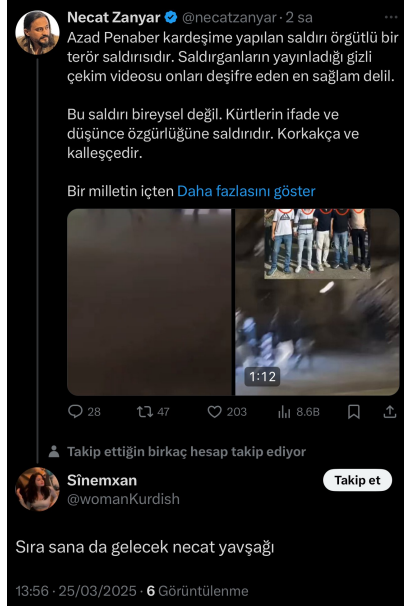 Necat Zanyar @necatzanyar · 2 sa
Azad Penaber kardeşime yapılan saldırı örgütlü bir
terör saldırısıdır. Saldırganların yayınladığı gizli
çekim videosu onları deşifre eden en sağlam delil.
Bu saldırı bireysel değil. Kürtlerin ifade ve
düşünce özgürlüğüne saldırıdır. Korkakça ve
kalleşçedir.
Bir milletin içten Daha fazlasını göster
1:12
28 47 203 8.6B
Takip ettiğin birkaç hesap takip ediyor
Sînemxan
@womanKurdish
Takip et
Sıra sana da gelecek necat yavşağı
13:56 · 25/03/2025 · 6 Görüntülenme